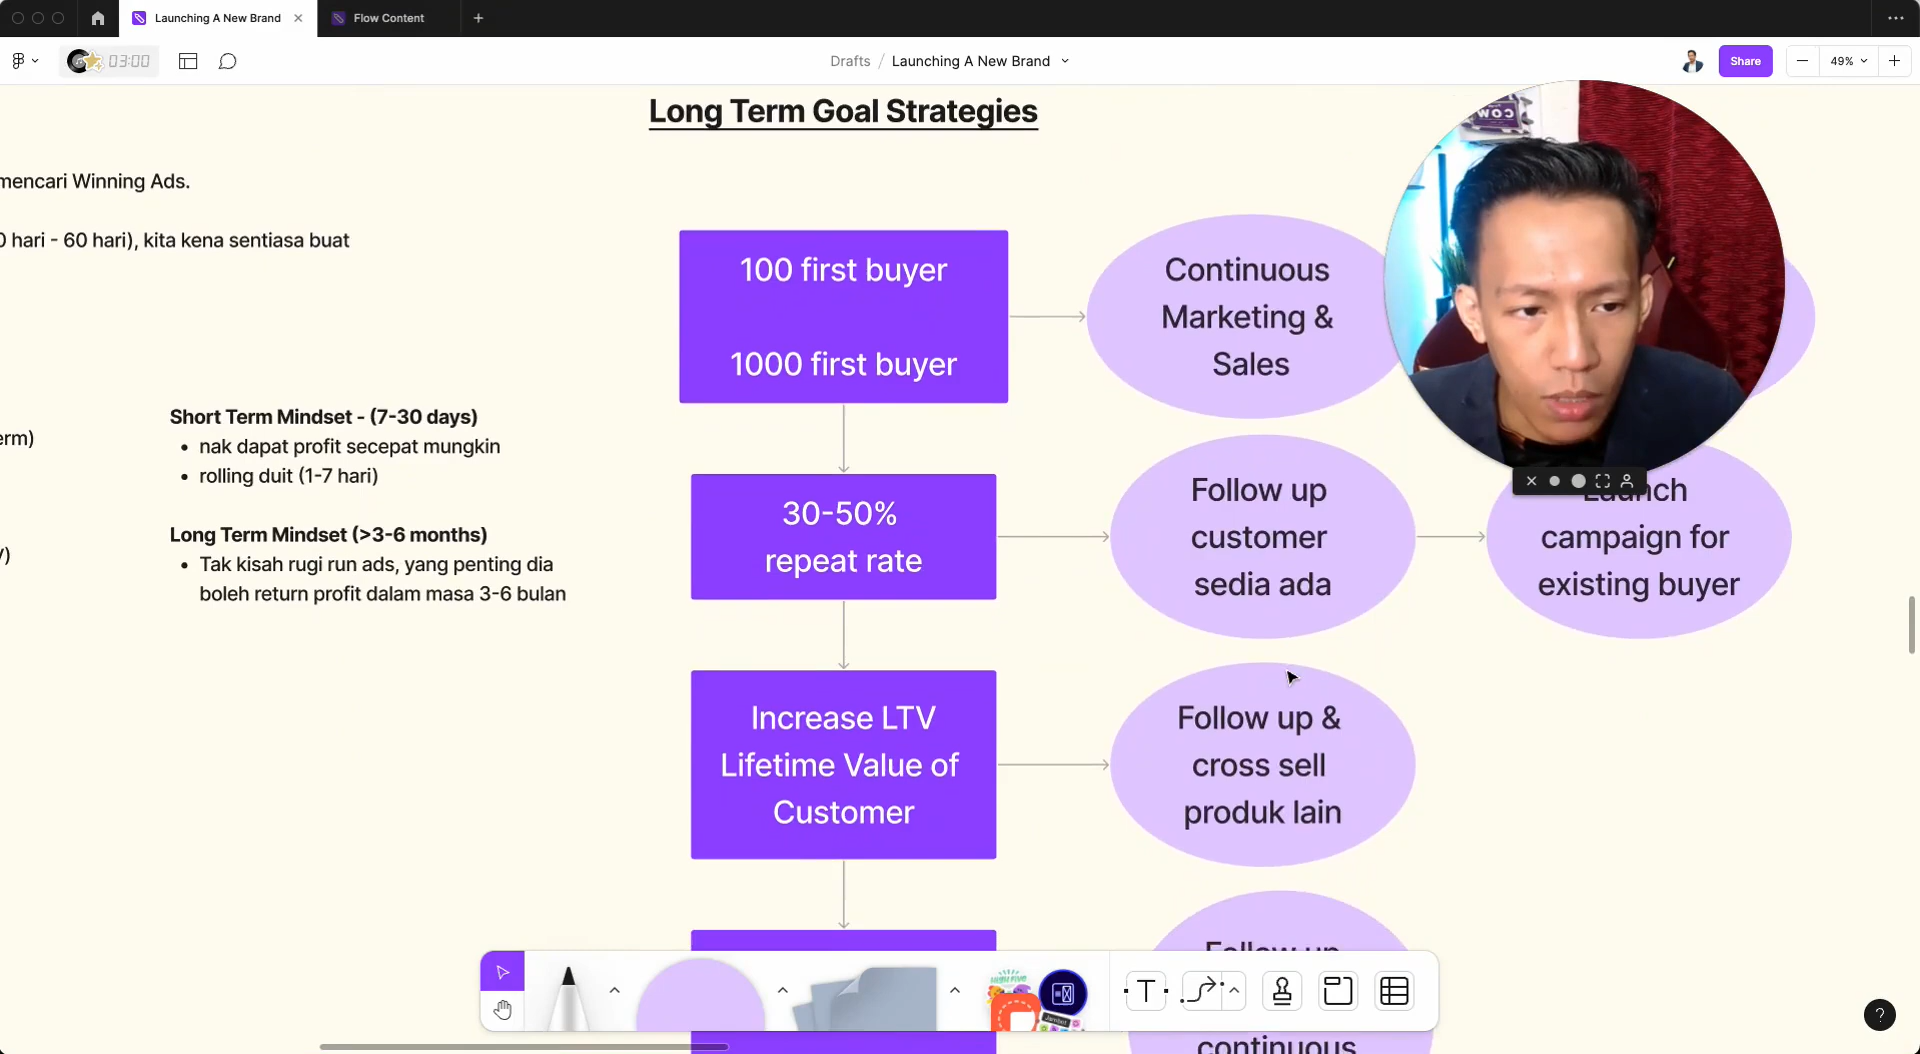 Launching A New Brand
Flow Content
03:00
Drafts / Launching A New Brand
Share
49%
Long Term Goal Strategies
mencari Winning Ads.
0 hari - 60 hari), kita kena sentiasa buat
erm)
Short Term Mindset - (7-30 days)
• nak dapat profit secepat mungkin
• rolling duit (1-7 hari)
Long Term Mindset (>3-6 months)
• Tak kisah rugi run ads, yang penting dia
boleh return profit dalam masa 3-6 bulan
100 first buyer
1000 first buyer
Continuous
Marketing &
Sales
30-50%
repeat rate
Follow up
customer
sedia ada
Launch
campaign for
existing buyer
Increase LTV
Lifetime Value of
Customer
Follow up &
cross sell
produk lain
Follow up
continuous
T
?